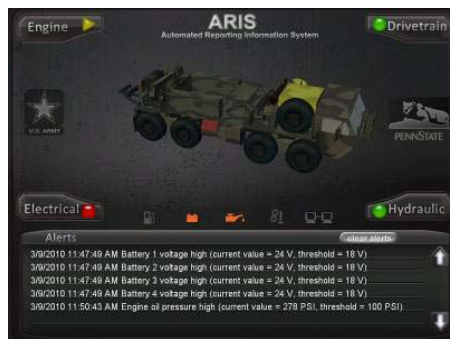 Engine
ARIS
Automated Reporting Information System
Drivetrain
U.S. ARMY
PENNSTATE
Electrical
Hydraulic
Alerts
clear alerts
3/9/2010 11:47:49 AM Battery 1 voltage high (current value = 24 V, threshold = 18 V)
3/9/2010 11:47:49 AM Battery 2 voltage high (current value = 24 V, threshold = 18 V)
3/9/2010 11:47:49 AM Battery 3 voltage high (current value = 24 V, threshold = 18 V)
3/9/2010 11:47:49 AM Battery 4 voltage high (current value = 24 V, threshold = 18 V)
3/9/2010 11:50:43 AM Engine oil pressure high (current value = 278 PSI, threshold = 100 PSI)